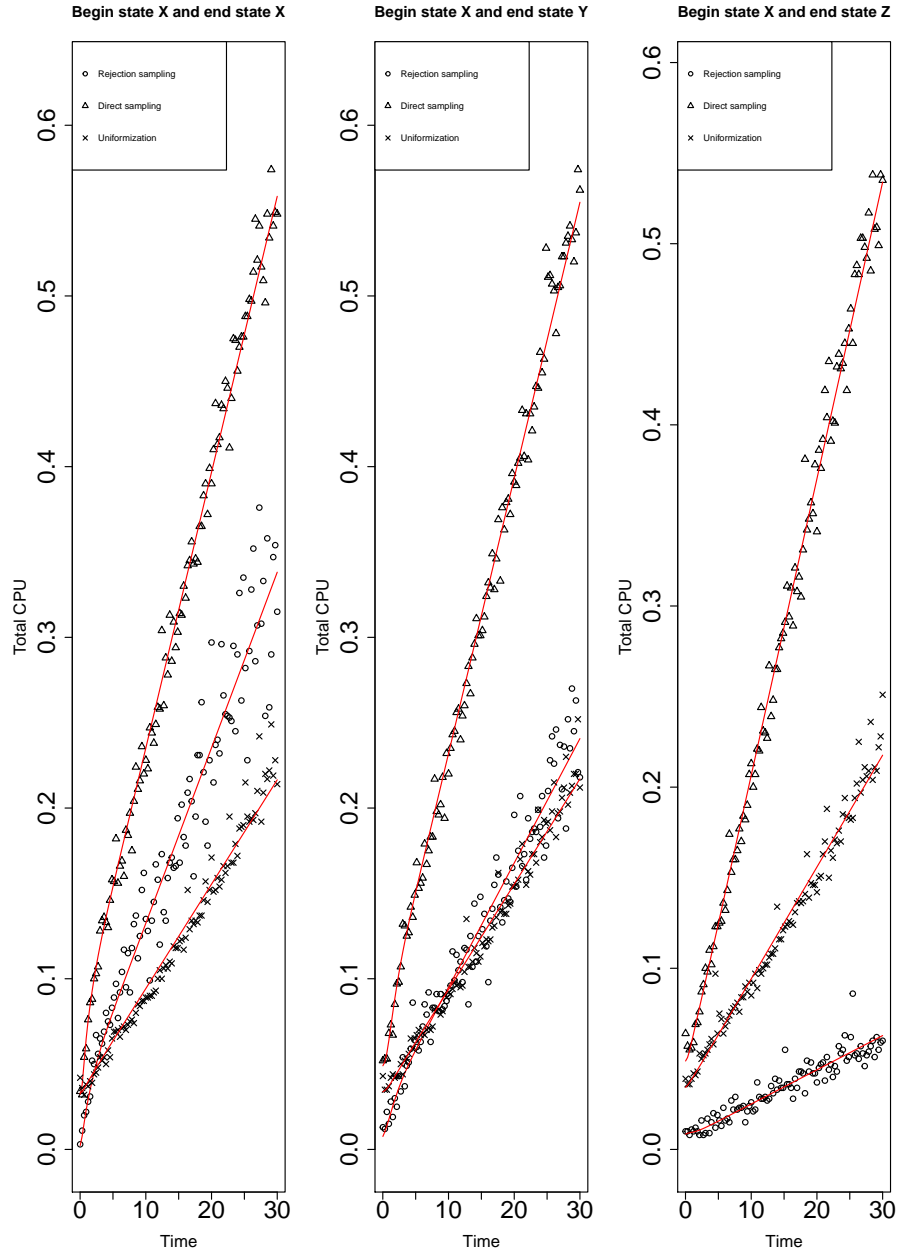 Begin state X and end state X
Rejection sampling
Direct sampling
Uniformization
Total CPU
0.0
0.1
0.2
0.3
0.4
0.5
0.6
0
10
20
30
Time
Begin state X and end state Y
Rejection sampling
Direct sampling
Uniformization
Total CPU
0.0
0.1
0.2
0.3
0.4
0.5
0.6
0
10
20
30
Time
Begin state X and end state Z
Rejection sampling
Direct sampling
Uniformization
Total CPU
0.0
0.1
0.2
0.3
0.4
0.5
0.6
0
10
20
30
Time